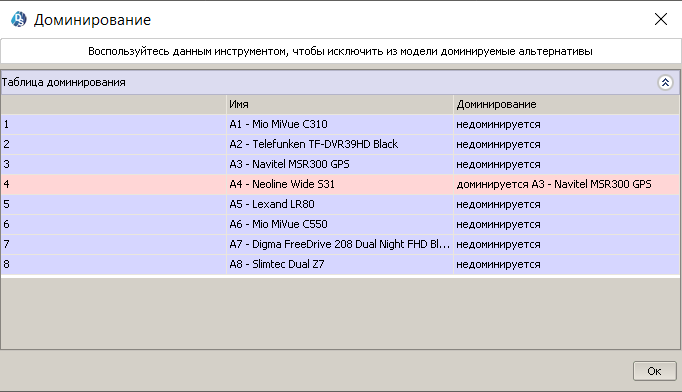 Доминирование
Воспользуйтесь данным инструментом, чтобы исключить из модели доминируемые альтернативы
Таблица доминирования
Имя Доминирование
1 A1 - Mio MiVue C310 недоминируется
2 A2 - Telefunken TF-DVR39HD Black недоминируется
3 A3 - Navitel MSR300 GPS недоминируется
4 A4 - Neoline Wide S31 доминируется A3 - Navitel MSR300 GPS
5 A5 - Lexand LR80 недоминируется
6 A6 - Mio MiVue C550 недоминируется
7 A7 - Digma FreeDrive 208 Dual Night FHD Bl... недоминируется
8 A8 - Slimtec Dual Z7 недоминируется
Ок